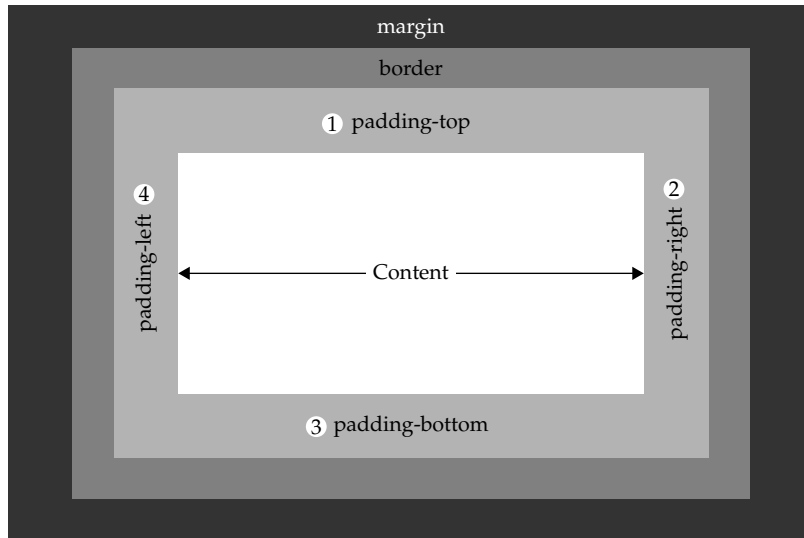 margin
border
1 padding-top
4 padding-left
2 padding-right
Content
3 padding-bottom